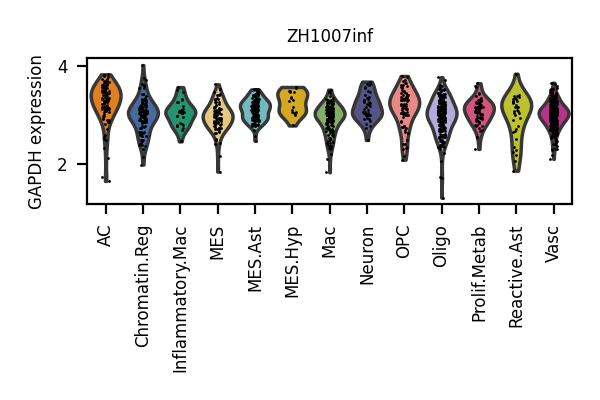 ZH1007inf
GAPDH expression
4
2
AC
Chromatin.Reg
Inflammatory.Mac
MES
MES.Ast
MES.Hyp
Mac
Neuron
OPC
Oligo
Prolif.Metab
Reactive.Ast
Vasc